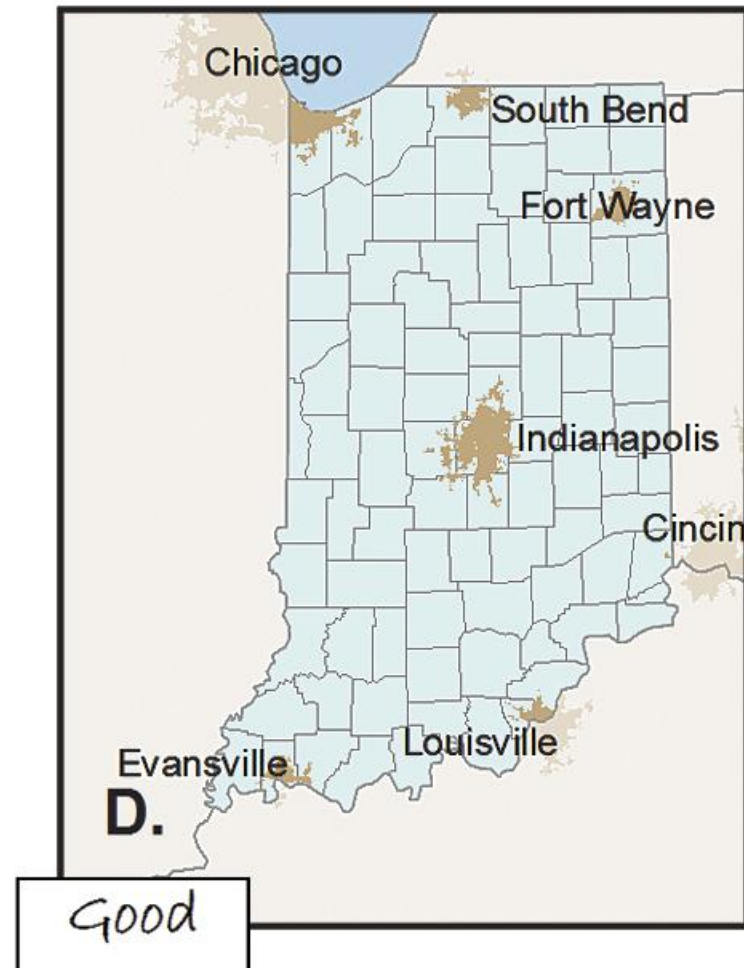 Chicago
South Bend
Fort Wayne
Indianapolis
Cincin
Louisville
Evansville
D.
Good